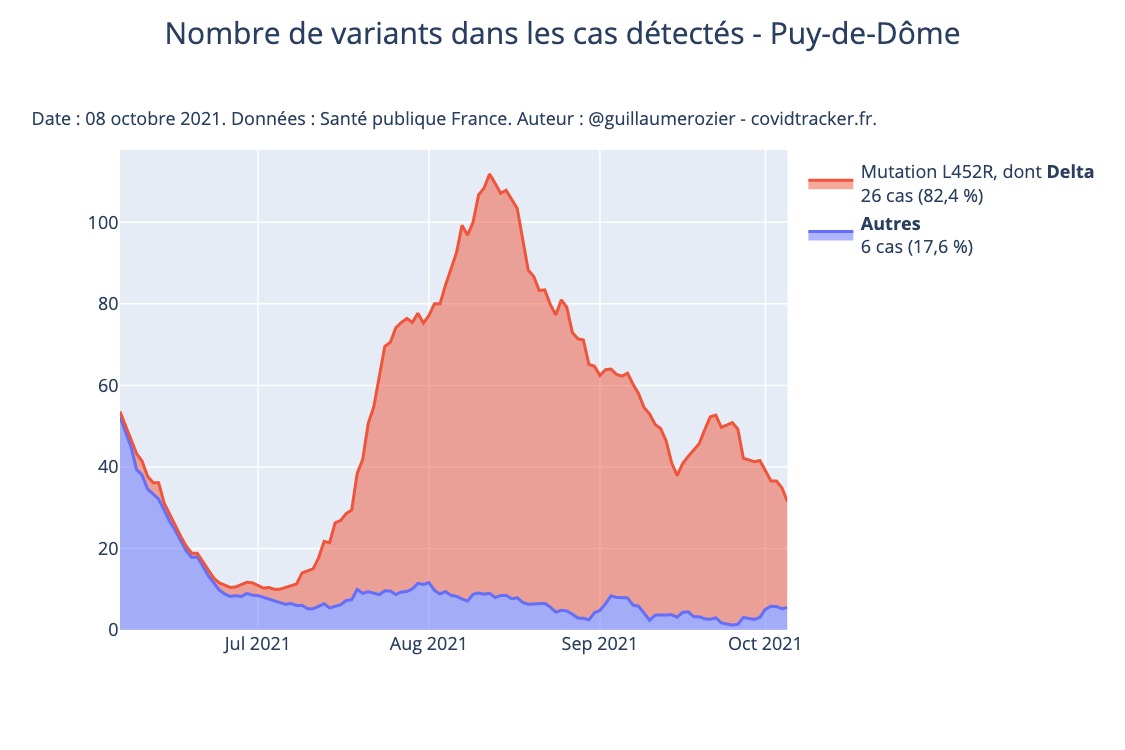 Nombre de variants dans les cas détectés - Puy-de-Dôme
Date : 08 octobre 2021. Données : Santé publique France. Auteur : @guillaumerozier - covidtracker.fr.
Mutation L452R, dont Delta
26 cas (82,4 %)
Autres
6 cas (17,6 %)
100
80
60
40
20
0
Jul 2021
Aug 2021
Sep 2021
Oct 2021